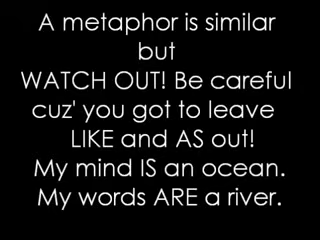 A metaphor is similar
but
WATCH OUT! Be careful
cuz' you got to leave
LIKE and AS out!
My mind IS an ocean.
My words ARE a river.